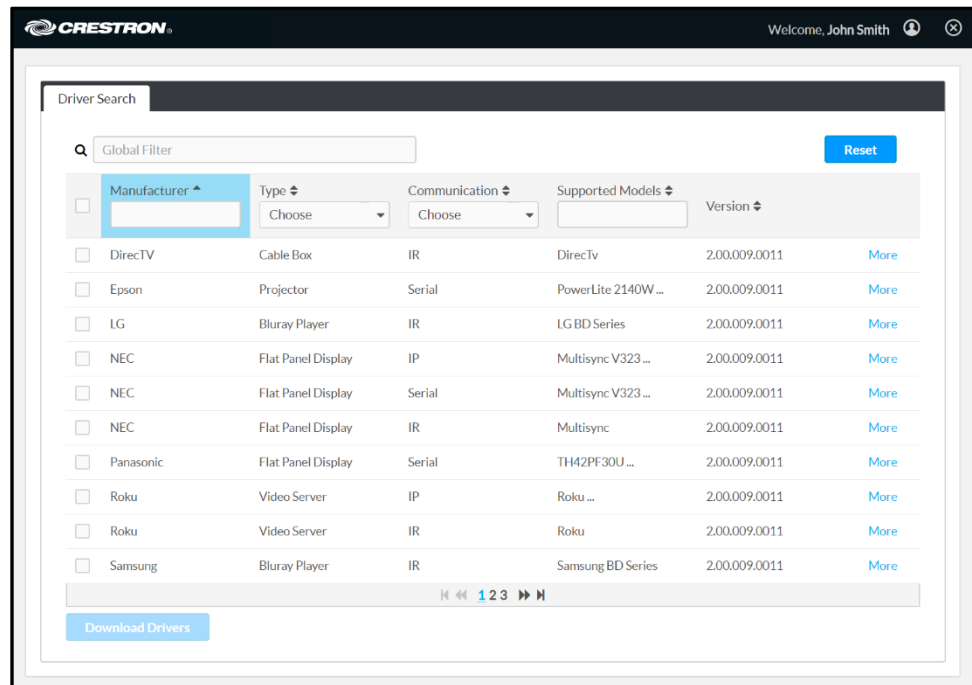 CRESTRON®
Welcome, John Smith
Driver Search
Global Filter
Reset
Manufacturer Type Communication Supported Models Version
Choose Choose
DirecTV Cable Box IR DirecTv 2.00.009.0011 More
Epson Projector Serial PowerLite 2140W ... 2.00.009.0011 More
LG Bluray Player IR LG BD Series 2.00.009.0011 More
NEC Flat Panel Display IP Multisync V323 ... 2.00.009.0011 More
NEC Flat Panel Display Serial Multisync V323 ... 2.00.009.0011 More
NEC Flat Panel Display IR Multisync 2.00.009.0011 More
Panasonic Flat Panel Display Serial TH42PF30U ... 2.00.009.0011 More
Roku Video Server IP Roku ... 2.00.009.0011 More
Roku Video Server IR Roku 2.00.009.0011 More
Samsung Bluray Player IR Samsung BD Series 2.00.009.0011 More
1 2 3
Download Drivers